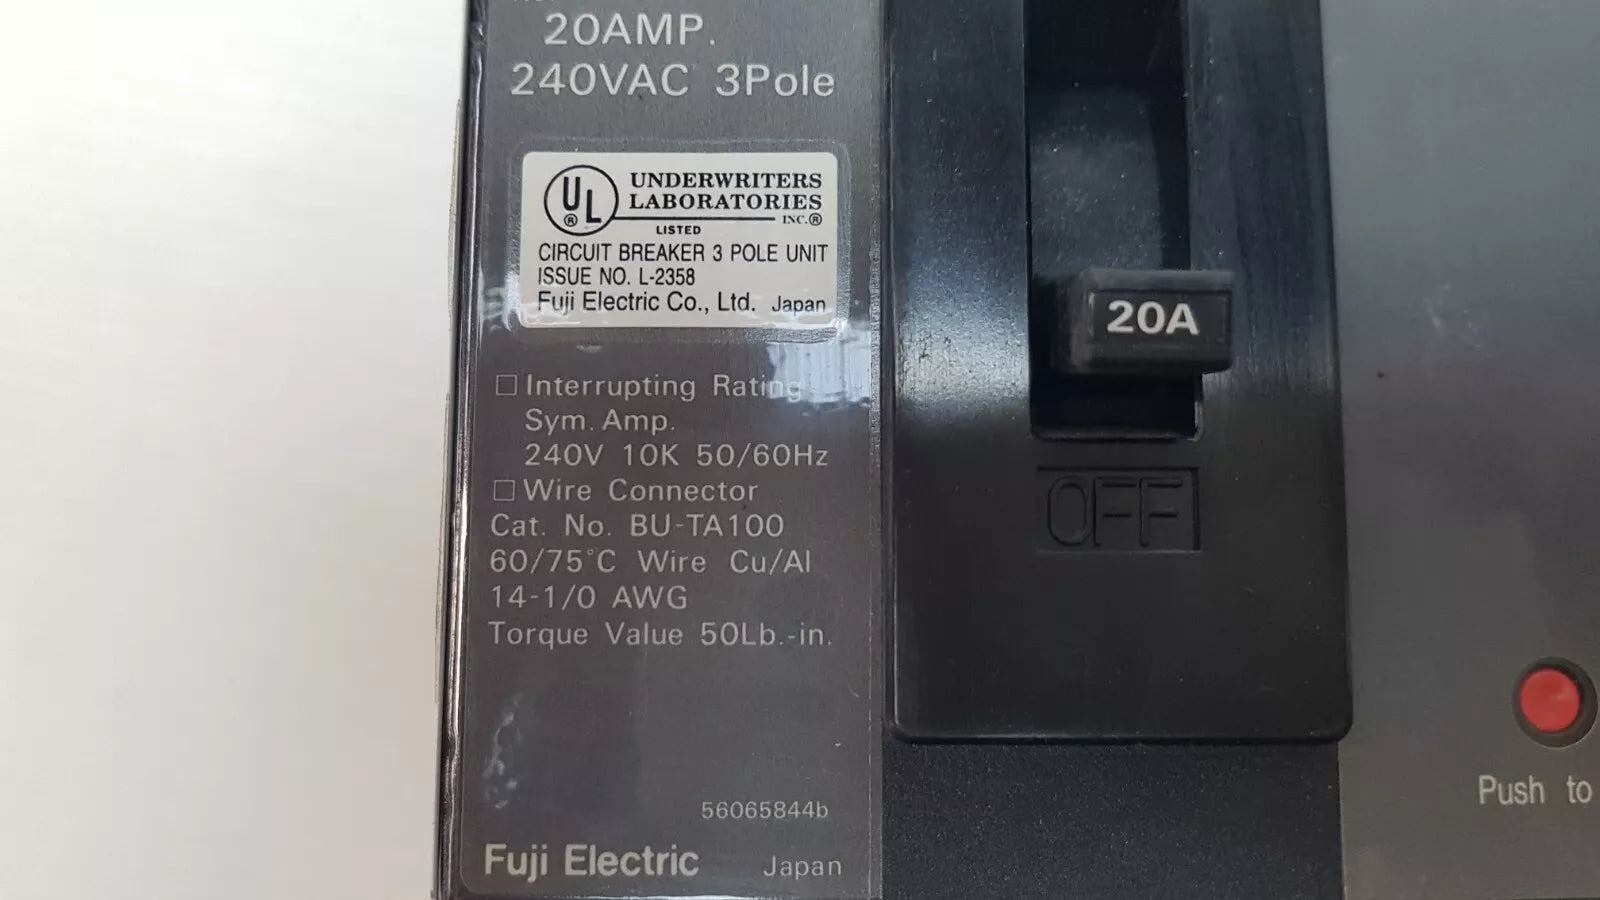 20AMP.
240VAC 3Pole
UL
®
UNDERWRITERS
LABORATORIES
INC.®
LISTED
CIRCUIT BREAKER 3 POLE UNIT
ISSUE NO. L-2358
Fuji Electric Co., Ltd. Japan
□ Interrupting Rating
Sym. Amp.
240V 10K 50/60Hz
□ Wire Connector
Cat. No. BU-TA100
60/75°C Wire Cu/Al
14-1/0 AWG
Torque Value 50Lb.-in.
56065844b
Fuji Electric Japan
20A
OFF
Push to